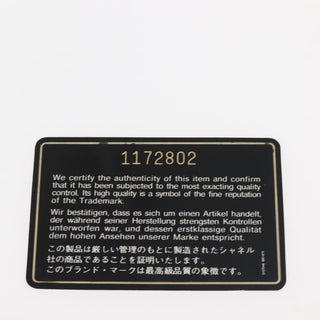 1172802
We certify the authenticity of this item and confirm
that it has been subjected to the most exacting quality
control. Its high quality is a symbol of the fine reputation
of the Trademark.
Wir bestätigen, dass es sich um einen Artikel handelt,
der während seiner Herstellung strengsten Kontrollen
unterworfen war, und dessen erstklassige Qualität
dem hohen Ansehen unserer Marke entspricht.
この製品は厳しい管理のもとに製造されたシャネル
社の商品であることを証明いたします。
このブランド・マークは最高級品質の象徴です。